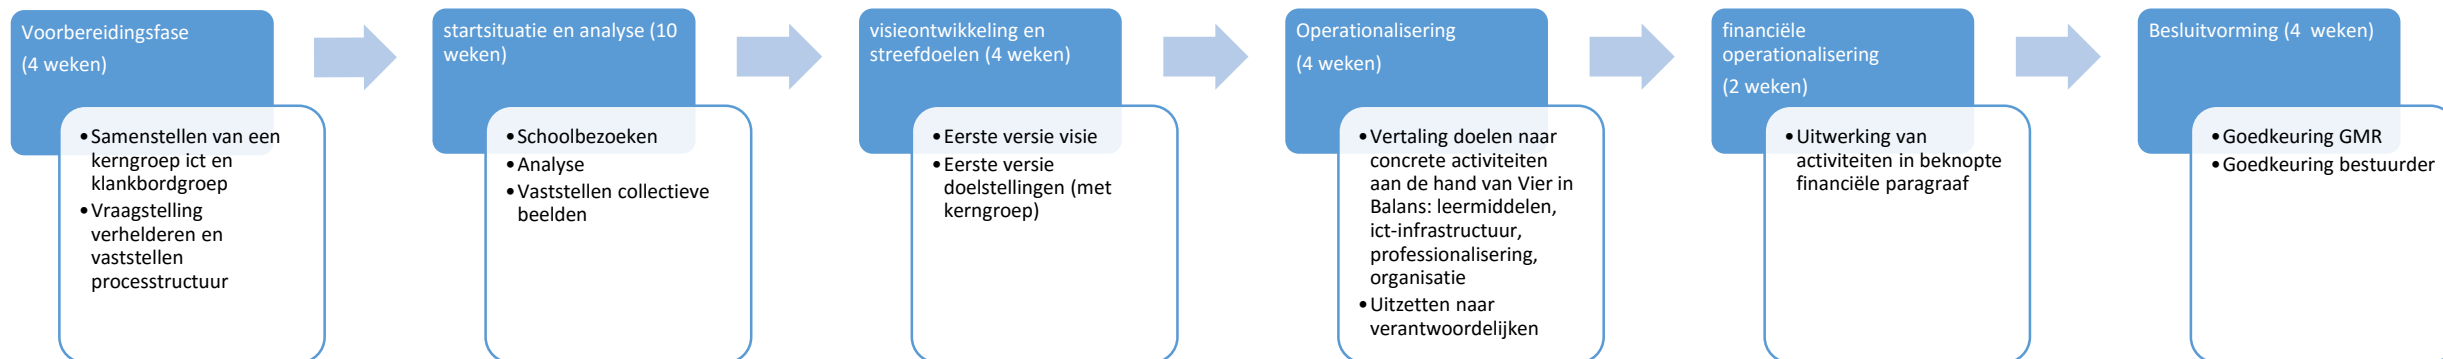 Voorbereidingsfase
(4 weken)
•Samenstellen van een
kerngroep ict en
klankbordgroep
•Vraagstelling
verhelderen en
vaststellen
processtructuur
startsituatie en analyse (10
weken)
•Schoolbezoeken
•Analyse
•Vaststellen collectieve
beelden
visieontwikkeling en
streefdoelen (4 weken)
•Eerste versie visie
•Eerste versie
doelstellingen (met
kerngroep)
Operationalisering
(4 weken)
•Vertaling doelen naar
concrete activiteiten
aan de hand van Vier in
Balans: leermiddelen,
ict-infrastructuur,
professionalisering,
organisatie
•Uitzetten naar
verantwoordelijken
financiële
operationalisering
(2 weken)
•Uitwerking van
activiteiten in beknopte
financiële paragraaf
Besluitvorming (4 weken)
•Goedkeuring GMR
•Goedkeuring bestuurder